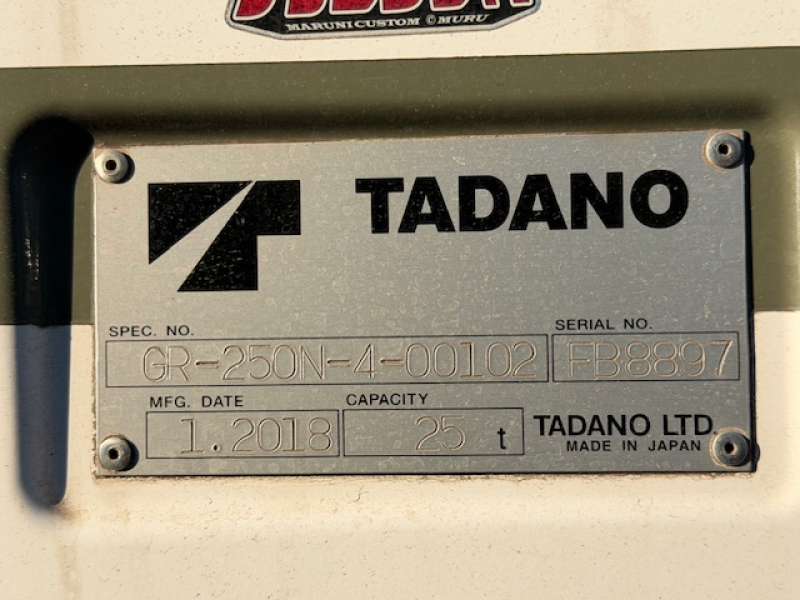 MARUNI CUSTOM ©MURU
TADANO
SPEC. NO.
SERIAL NO.
GR-250N-4-00102
FB8897
MFG. DATE
CAPACITY
1.2018
25 t
TADANO LTD.
MADE IN JAPAN